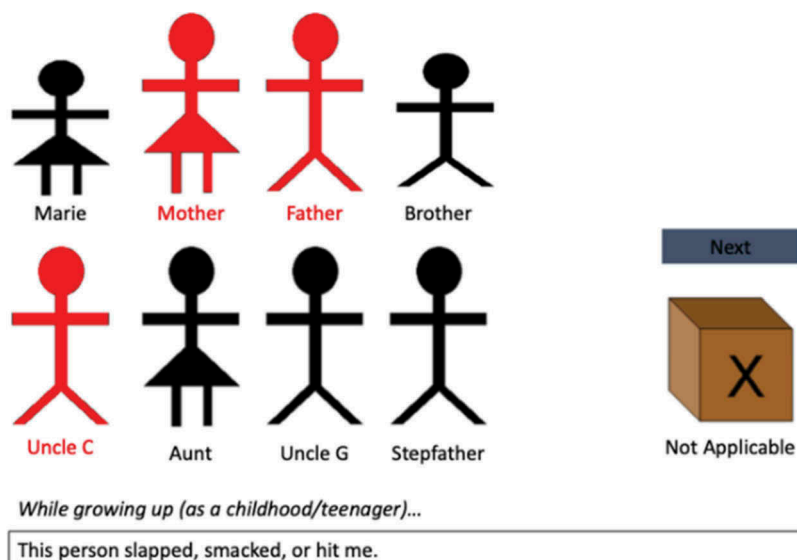 Marie Mother Father Brother
Next
X
Uncle C Aunt Uncle G Stepfather Not Applicable
While growing up (as a childhood/teenager)...
This person slapped, smacked, or hit me.